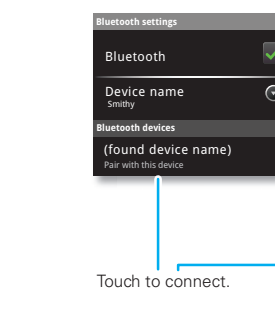 Bluetooth settings
Bluetooth
Device name
Smithy
Bluetooth devices
(found device name)
Pair with this device
Touch to connect.